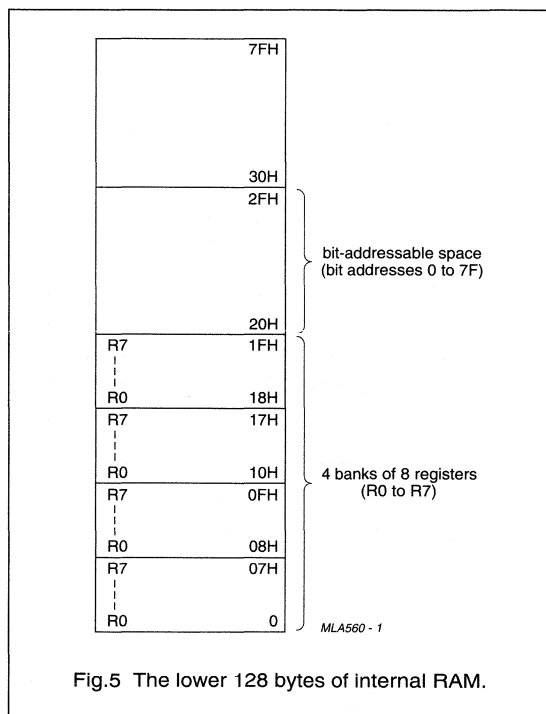 7FH
30H
2FH
bit-addressable space
(bit addresses 0 to 7F)
20H
R7 1FH
R0 18H
R7 17H
R0 10H
4 banks of 8 registers
(R0 to R7)
R7 0FH
R0 08H
R7 07H
R0 0
MLA560 - 1
Fig.5 The lower 128 bytes of internal RAM.